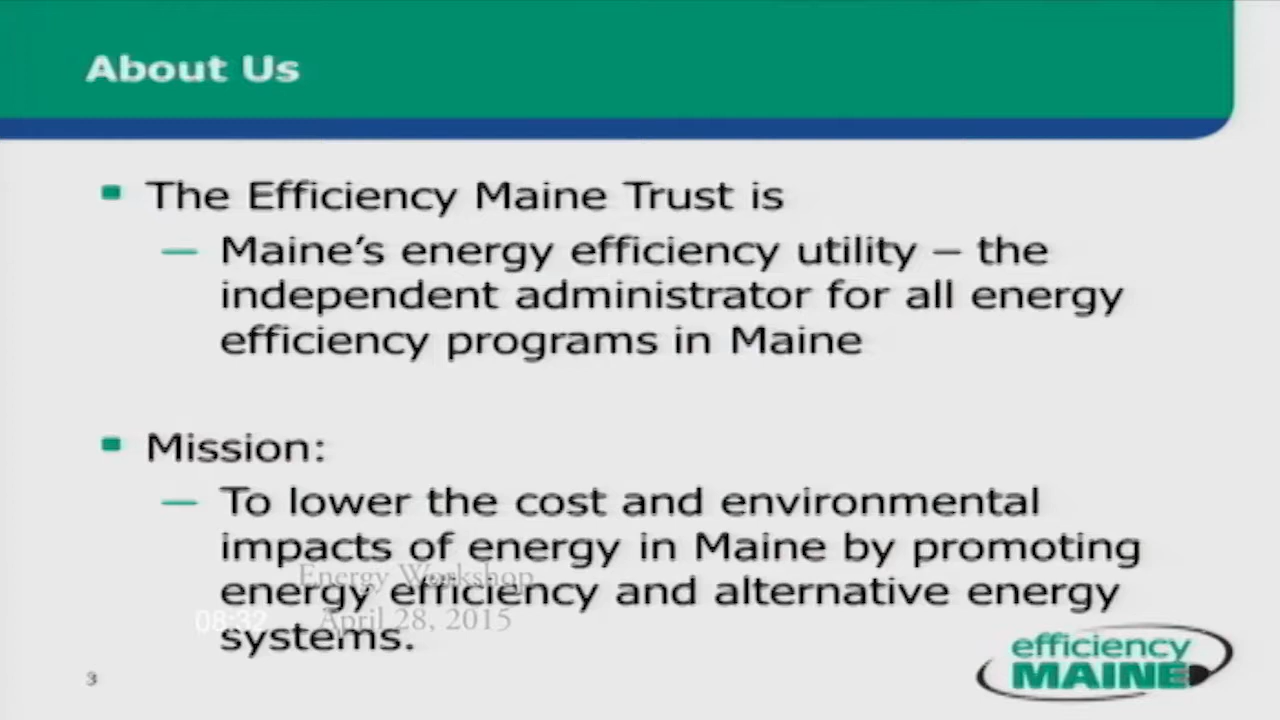 About Us
The Efficiency Maine Trust is
— Maine's energy efficiency utility – the
independent administrator for all energy
efficiency programs in Maine
Mission:
— To lower the cost and environmental
impacts of energy in Maine by promoting
energy efficiency and alternative energy
systems.
Energy Workshop
April 28, 2015
08:32
3
efficiency
MAINE